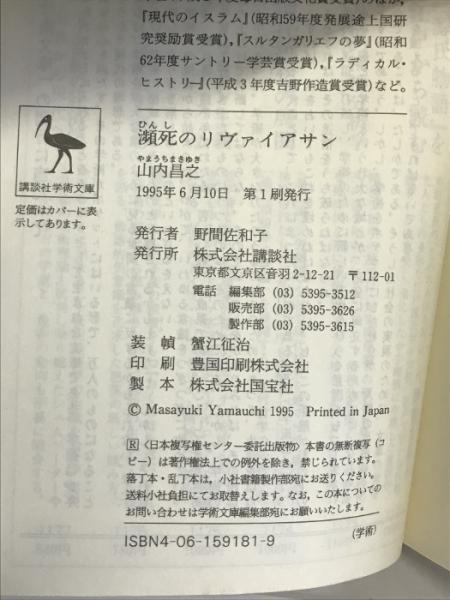 『現代のイスラム』(昭和59年度発展途上国研
究奨励賞受賞),『スルタンガリエフの夢』(昭和
62年度サントリー学芸賞受賞),『ラディカル・
ヒストリー』(平成3年度吉野作造賞受賞)など。
講談社学術文庫
定価はカバーに表
示してあります。
ひんし
瀕死のリヴァイアサン
やまうちまさゆき
山内昌之
1995年6月10日 第1刷発行
発行者 野間佐和子
発行所 株式会社講談社
東京都文京区音羽2-12-21 〒112-01
電話 編集部 (03) 5395-3512
販売部 (03) 5395-3626
製作部 (03) 5395-3615
装 幀 蟹江征治
印 刷 豊国印刷株式会社
製 本 株式会社国宝社
© Masayuki Yamauchi 1995 Printed in Japan
R〈日本複写権センター委託出版物〉本書の無断複写(コ
ピー)は著作権法上での例外を除き,禁じられています。
落丁本・乱丁本は,小社書籍製作部宛にお送りください。
送料小社負担にてお取替えします。なお,この本についての
お問い合わせは学術文庫編集部宛にお願いいたします。
ISBN4-06-159181-9
(学術)